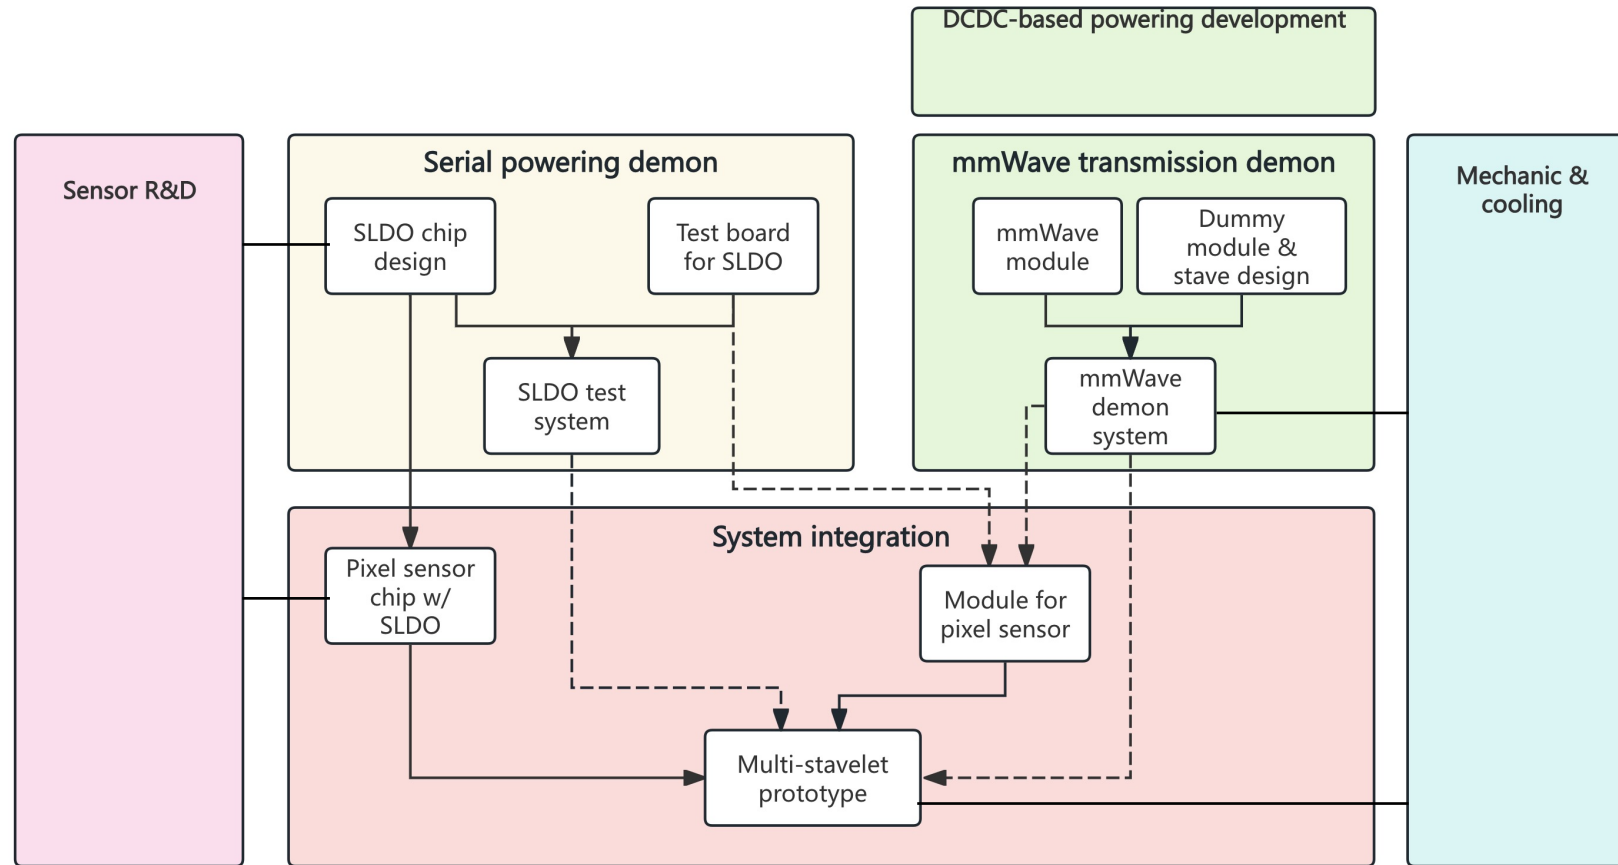 DCDC-based powering development
Sensor R&D
Serial powering demon
SLDO chip
design
Test board
for SLDO
SLDO test
system
mmWave transmission demon
mmWave
module
Dummy
module &
stave design
mmWave
demon
system
Mechanic &
cooling
System integration
Pixel sensor
chip w/
SLDO
Module for
pixel sensor
Multi-stavelet
prototype